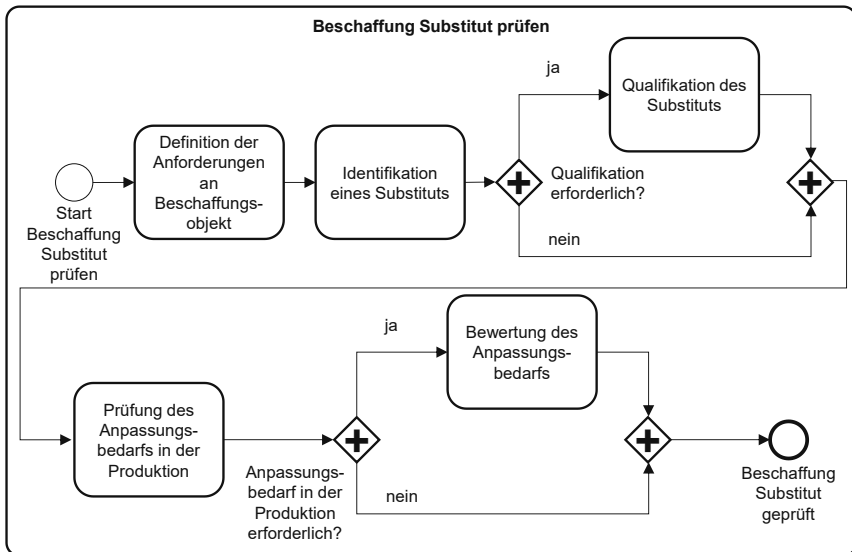 Beschaffung Substitut prüfen
Start
Beschaffung
Substitut
prüfen
Definition der
Anforderungen
an
Beschaffungs-
objekt
Identifikation
eines Substituts
Qualifikation
erforderlich?
ja
Qualifikation des
Substituts
nein
Prüfung des
Anpassungs-
bedarfs in der
Produktion
Anpassungs-
bedarf in der
Produktion
erforderlich?
ja
Bewertung des
Anpassungs-
bedarfs
nein
Beschaffung
Substitut
geprüft